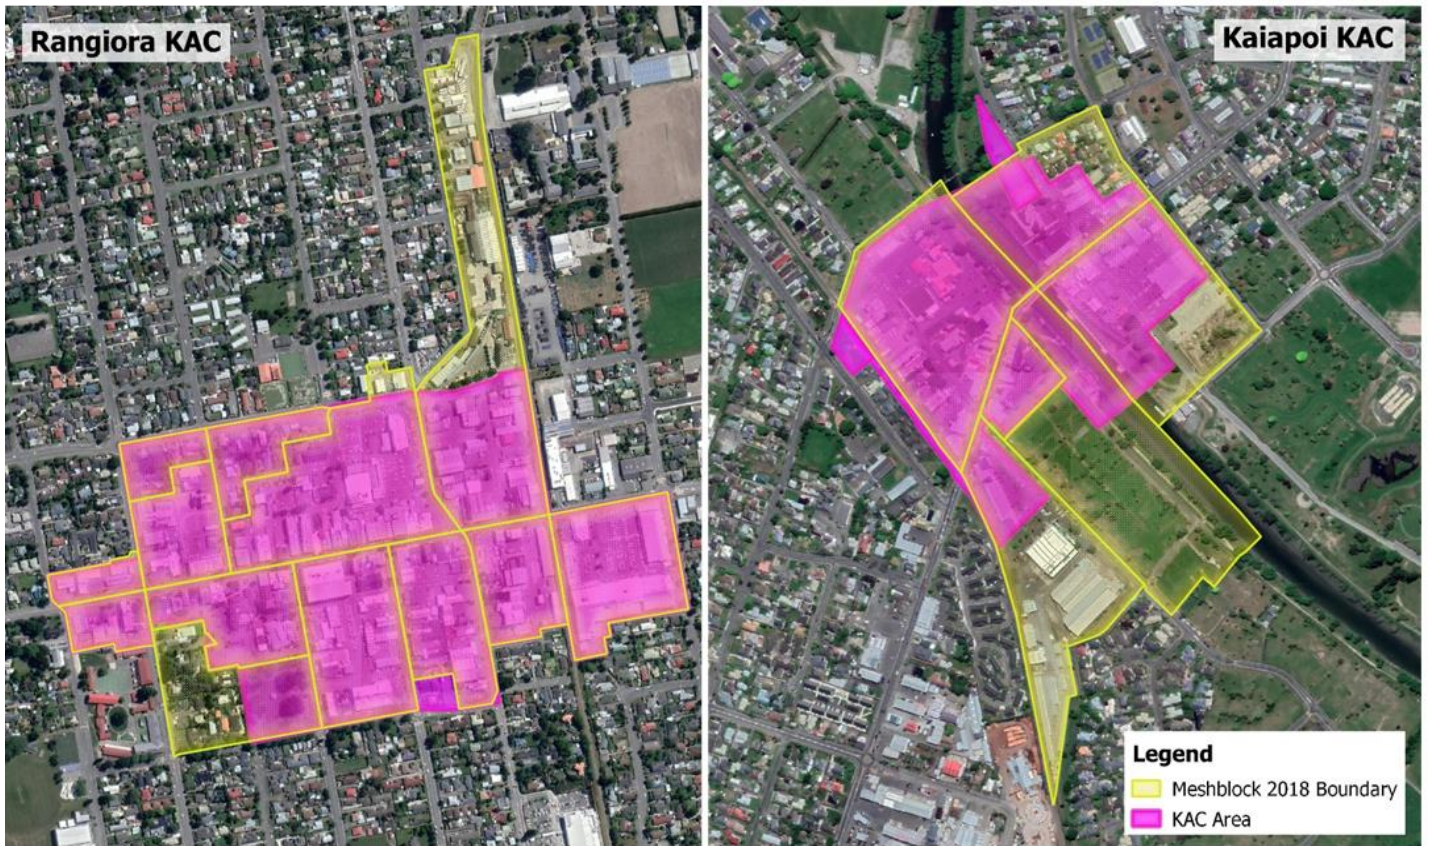 Rangiora KAC
Kaiapoi KAC
Legend
Meshblock 2018 Boundary
KAC Area